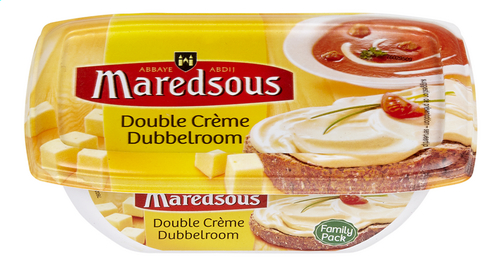 ABBAYE ABDIJ
Maredsous
Double Crème
Dubbelroom
Maredsous
Double Crème
Dubbelroom
Family
Pack